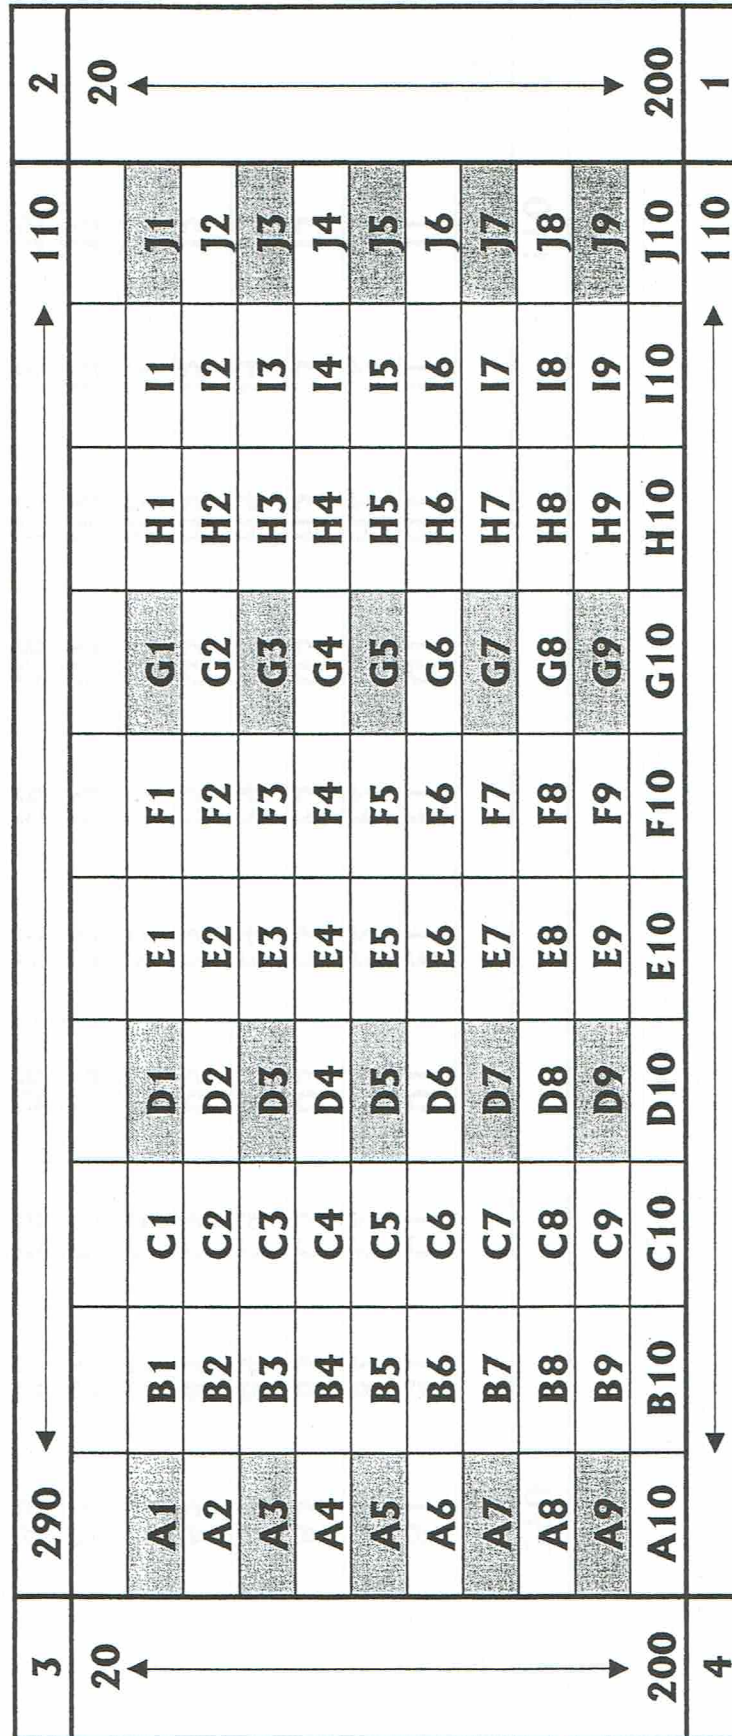 3 290 110 2
20 20
A1 B1 C1 D1 E1 F1 G1 H1 I1 J1
A2 B2 C2 D2 E2 F2 G2 H2 I2 J2
A3 B3 C3 D3 E3 F3 G3 H3 I3 J3
A4 B4 C4 D4 E4 F4 G4 H4 I4 J4
A5 B5 C5 D5 E5 F5 G5 H5 I5 J5
A6 B6 C6 D6 E6 F6 G6 H6 I6 J6
A7 B7 C7 D7 E7 F7 G7 H7 I7 J7
A8 B8 C8 D8 E8 F8 G8 H8 I8 J8
A9 B9 C9 D9 E9 F9 G9 H9 I9 J9
200 A10 B10 C10 D10 E10 F10 G10 H10 I10 J10 200
4 110 1